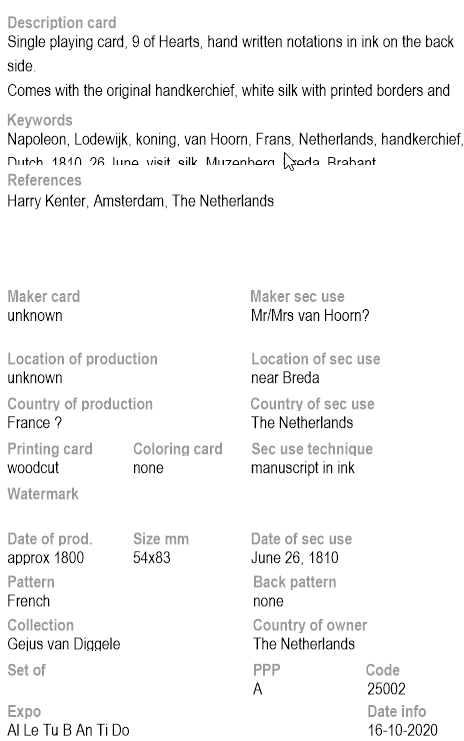 Description card
Single playing card, 9 of Hearts, hand written notations in ink on the back
side.
Comes with the original handkerchief, white silk with printed borders and
Keywords
Napoleon, Lodewijk, koning, van Hoorn, Frans, Netherlands, handkerchief,
Dutch, 1810, 26 June, visit, silk, Muzenberg, Breda, Brabant
References
Harry Kenter, Amsterdam, The Netherlands
Maker card Maker sec use
unknown Mr/Mrs van Hoorn?
Location of production Location of sec use
unknown near Breda
Country of production Country of sec use
France ? The Netherlands
Printing card Coloring card Sec use technique
woodcut none manuscript in ink
Watermark
Date of prod. Size mm Date of sec use
approx 1800 54x83 June 26, 1810
Pattern Back pattern
French none
Collection Country of owner
Gejus van Diggele The Netherlands
Set of PPP Code
A 25002
Expo Date info
Al Le Tu B An Ti Do 16-10-2020